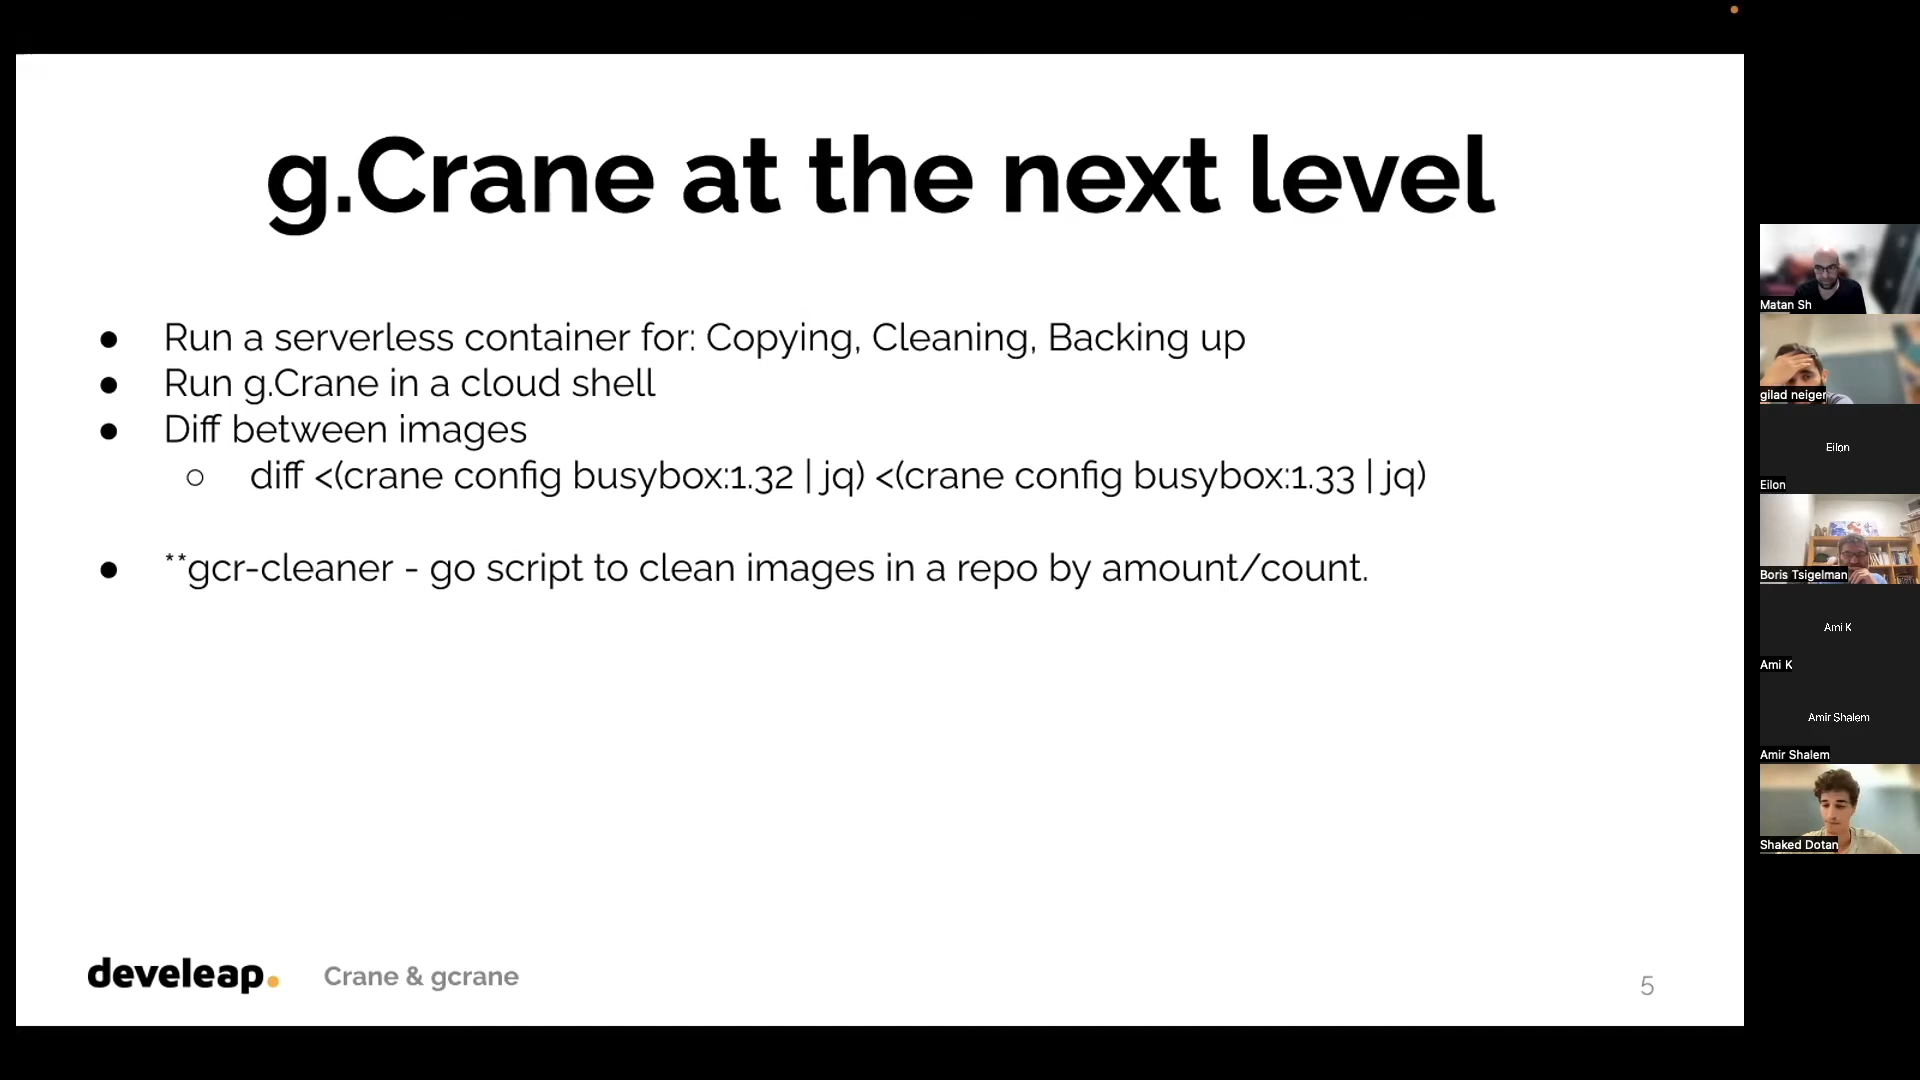 g.Crane at the next level
● Run a serverless container for: Copying, Cleaning, Backing up
● Run g.Crane in a cloud shell
● Diff between images
○ diff <(crane config busybox:1.32 | jq) <(crane config busybox:1.33 | jq)
● **gcr-cleaner - go script to clean images in a repo by amount/count.
develeap.
Crane & gcrane
5
Matan Sh
gilad neiger
Eilon
Eilon
Boris Tsigelman
Ami K
Ami K
Amir Shalem
Amir Shalem
Shaked Dotan